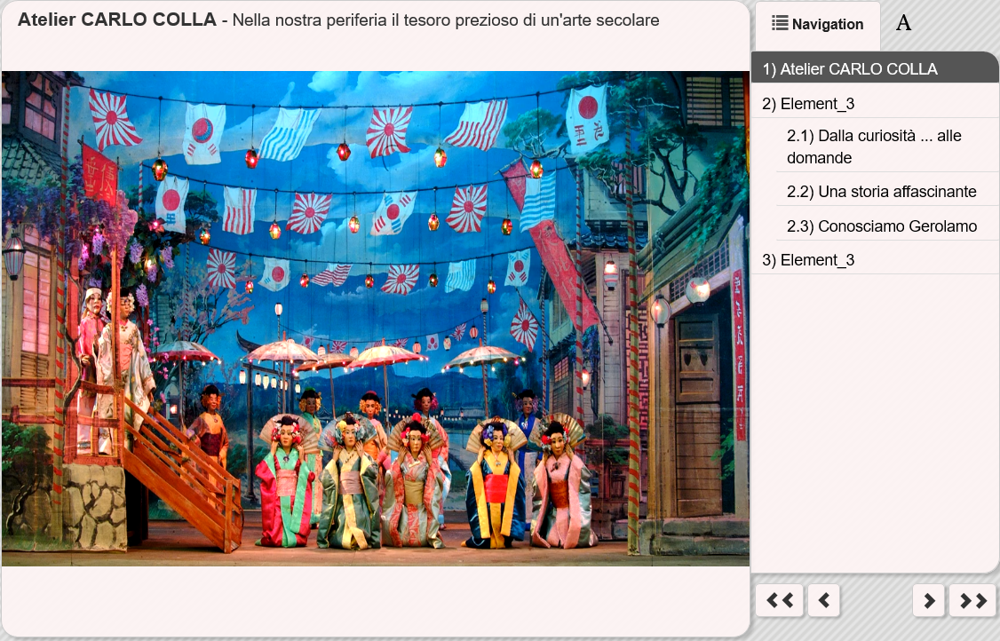 Atelier CARLO COLLA - Nella nostra periferia il tesoro prezioso di un'arte secolare
Navigation
A
1) Atelier CARLO COLLA
2) Element_3
2.1) Dalla curiosità ... alle
domande
2.2) Una storia affascinante
2.3) Conosciamo Gerolamo
3) Element_3